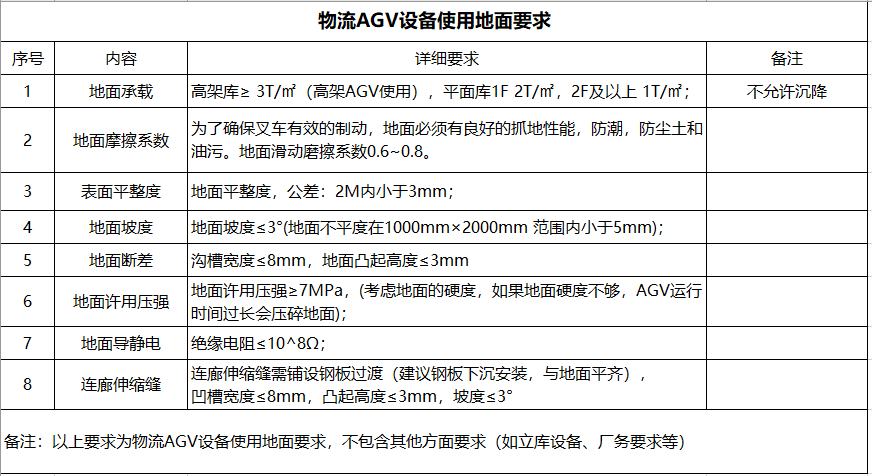 物流AGV设备使用地面要求
序号 内容 详细要求 备注
1 地面承载 高架库≥ 3T/㎡（高架AGV使用），平面库1F 2T/㎡，2F及以上 1T/㎡； 不允许沉降
2 地面摩擦系数 为了确保叉车有效的制动，地面必须有良好的抓地性能，防潮，防尘土和
油污。地面滑动磨擦系数0.6~0.8。
3 表面平整度 地面平整度，公差：2M内小于3mm；
4 地面坡度 地面坡度≤3°(地面不平度在1000mm×2000mm 范围内小于5mm)；
5 地面断差 沟槽宽度≤8mm，地面凸起高度≤3mm
6 地面许用压强 地面许用压强≥7MPa，(考虑地面的硬度，如果地面硬度不够，AGV运行
时间过长会压碎地面)；
7 地面导静电 绝缘电阻≤10^8Ω；
8 连廊伸缩缝 连廊伸缩缝需铺设钢板过渡（建议钢板下沉安装，与地面平齐），
凹槽宽度≤8mm，凸起高度≤3mm，坡度≤3°
备注：以上要求为物流AGV设备使用地面要求，不包含其他方面要求（如立库设备、厂务要求等）